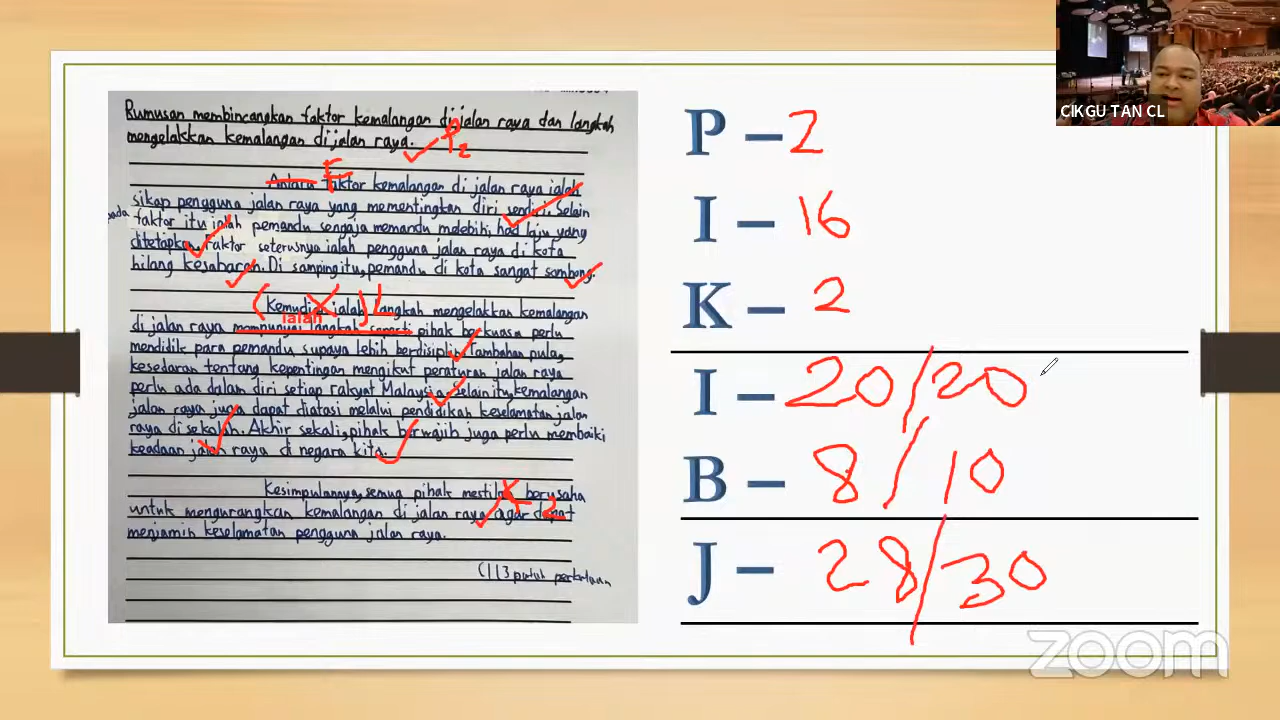 Rumusan membincangkan faktor kemalangan di jalan raya dan langkah
mengelakkan kemalangan di jalan raya. P2
Antara faktor kemalangan di jalan raya ialah
F
sikap pengguna jalan raya yang mementingkan diri sendiri. Selain
pada faktor itu ialah pemandu sengaja memandu melebihi had laju yang
ditetapkan. Faktor seterusnya ialah pengguna jalan raya di kota
hilang kesabaran. Di samping itu, pemandu di kota sangat sombong.
(Kemudian ialah) Langkah mengelakkan kemalangan
ialah
di jalan raya mempunyai langkah seperti pihak berkuasa perlu
mendidik para pemandu supaya lebih berdisiplin. Tambahan pula,
kesedaran tentang kepentingan mengikut peraturan jalan raya
perlu ada dalam diri setiap rakyat Malaysia. Selain itu, kemalangan
jalan raya juga dapat diatasi melalui pendidikan keselamatan jalan
raya di sekolah. Akhir sekali, pihak berwajib juga perlu membaiki
keadaan jalan raya di negara kita.
Kesimpulannya, semua pihak mestilah berusaha
untuk mengurangkan kemalangan di jalan raya agar dapat
K2
menjamin keselamatan pengguna jalan raya.
(113 patah perkataan
P – 2
I – 16
K – 2
I – 20/20
B – 8/10
J – 28/30
CIKGU TAN CL
zoom